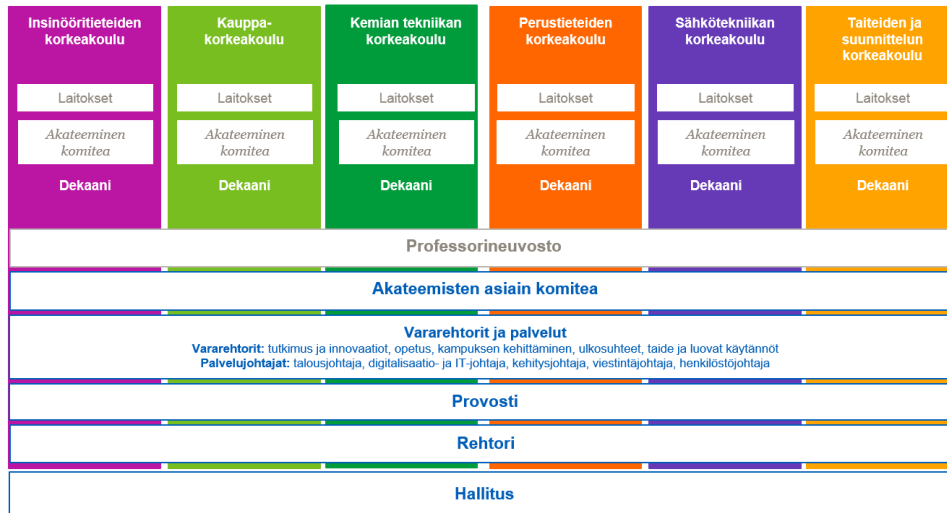 Insinööritieteiden
korkeakoulu
Laitokset
Akateeminen
komitea
Dekaani
Kauppa-
korkeakoulu
Laitokset
Akateeminen
komitea
Dekaani
Kemian tekniikan
korkeakoulu
Laitokset
Akateeminen
komitea
Dekaani
Perustieteiden
korkeakoulu
Laitokset
Akateeminen
komitea
Dekaani
Sähkötekniikan
korkeakoulu
Laitokset
Akateeminen
komitea
Dekaani
Taiteiden ja
suunnittelun
korkeakoulu
Laitokset
Akateeminen
komitea
Dekaani
Professorineuvosto
Akateemisten asiain komitea
Vararehtorit ja palvelut
Vararehtorit: tutkimus ja innovaatiot, opetus, kampuksen kehittäminen, ulkosuhteet, taide ja luovat käytännöt
Palvelujohtajat: talousjohtaja, digitalisaatio- ja IT-johtaja, kehitysjohtaja, viestintäjohtaja, henkilöstöjohtaja
Provosti
Rehtori
Hallitus